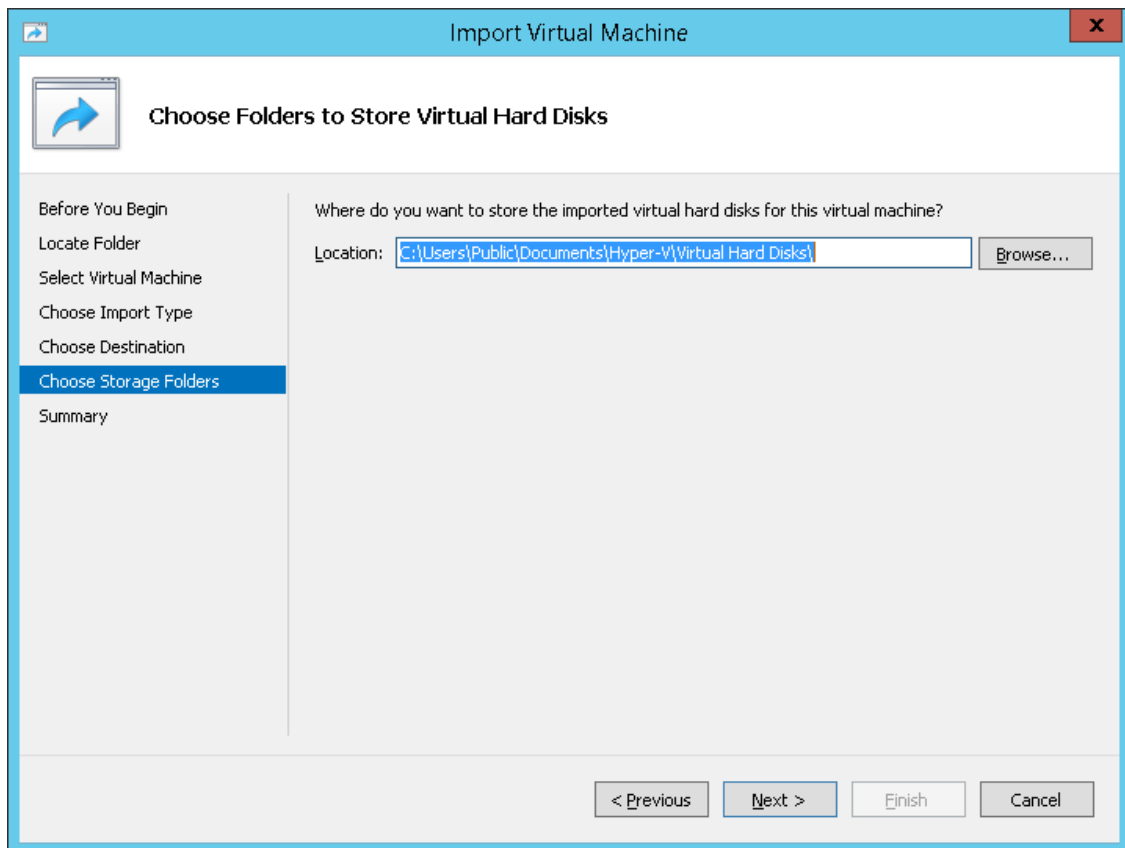 Import Virtual Machine
x
Choose Folders to Store Virtual Hard Disks
Before You Begin
Locate Folder
Select Virtual Machine
Choose Import Type
Choose Destination
Choose Storage Folders
Summary
Where do you want to store the imported virtual hard disks for this virtual machine?
Location: C:\Users\Public\Documents\Hyper-V\Virtual Hard Disks\ Browse...
< Previous Next > Finish Cancel